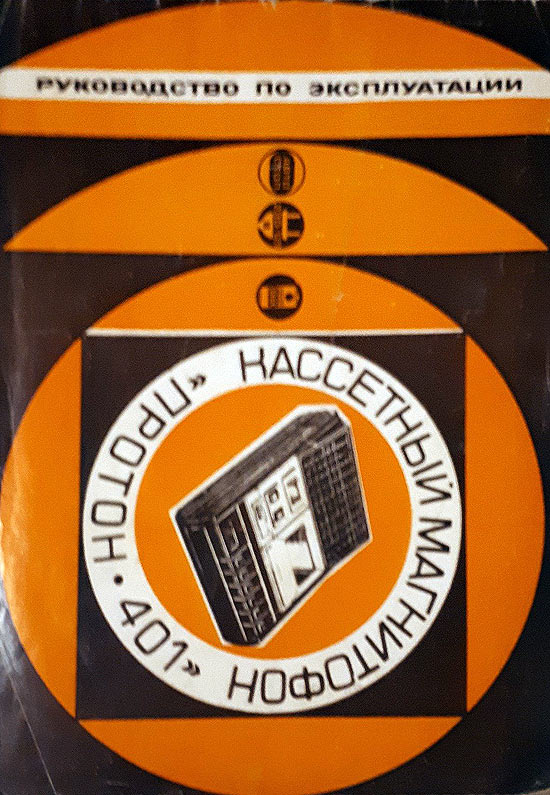 РУКОВОДСТВО ПО ЭКСПЛУАТАЦИИ
КАССЕТНЫЙ МАГНИТОФОН «ПРОТОН · 401»